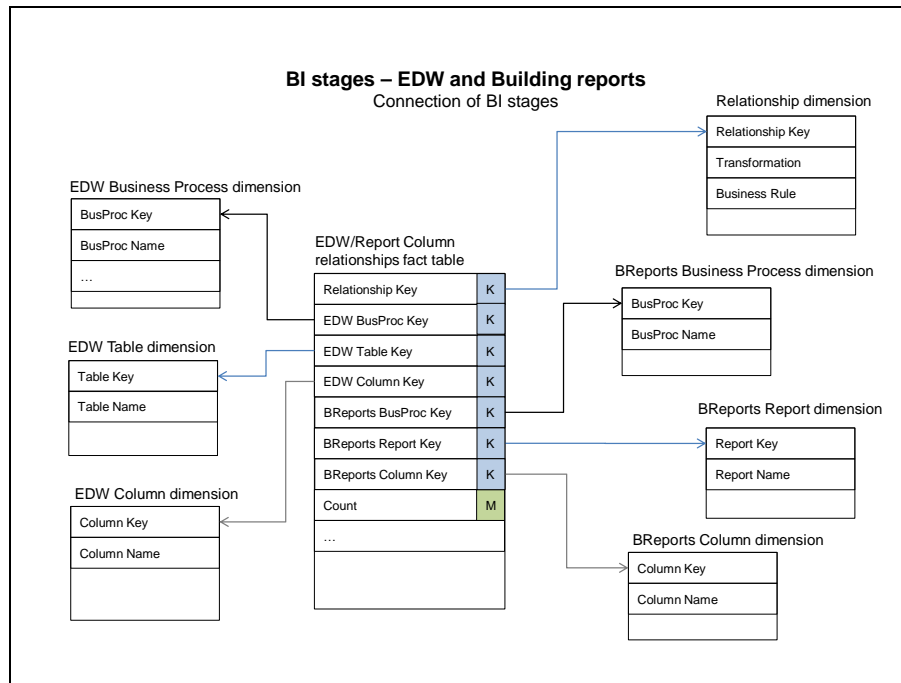 BI stages – EDW and Building reports
Connection of BI stages
Relationship dimension
Relationship Key
Transformation
Business Rule
EDW Business Process dimension
BusProc Key
BusProc Name
...
EDW Table dimension
Table Key
Table Name
EDW Column dimension
Column Key
Column Name
EDW/Report Column
relationships fact table
Relationship Key K
EDW BusProc Key K
EDW Table Key K
EDW Column Key K
BReports BusProc Key K
BReports Report Key K
BReports Column Key K
Count M
...
BReports Business Process dimension
BusProc Key
BusProc Name
BReports Report dimension
Report Key
Report Name
BReports Column dimension
Column Key
Column Name